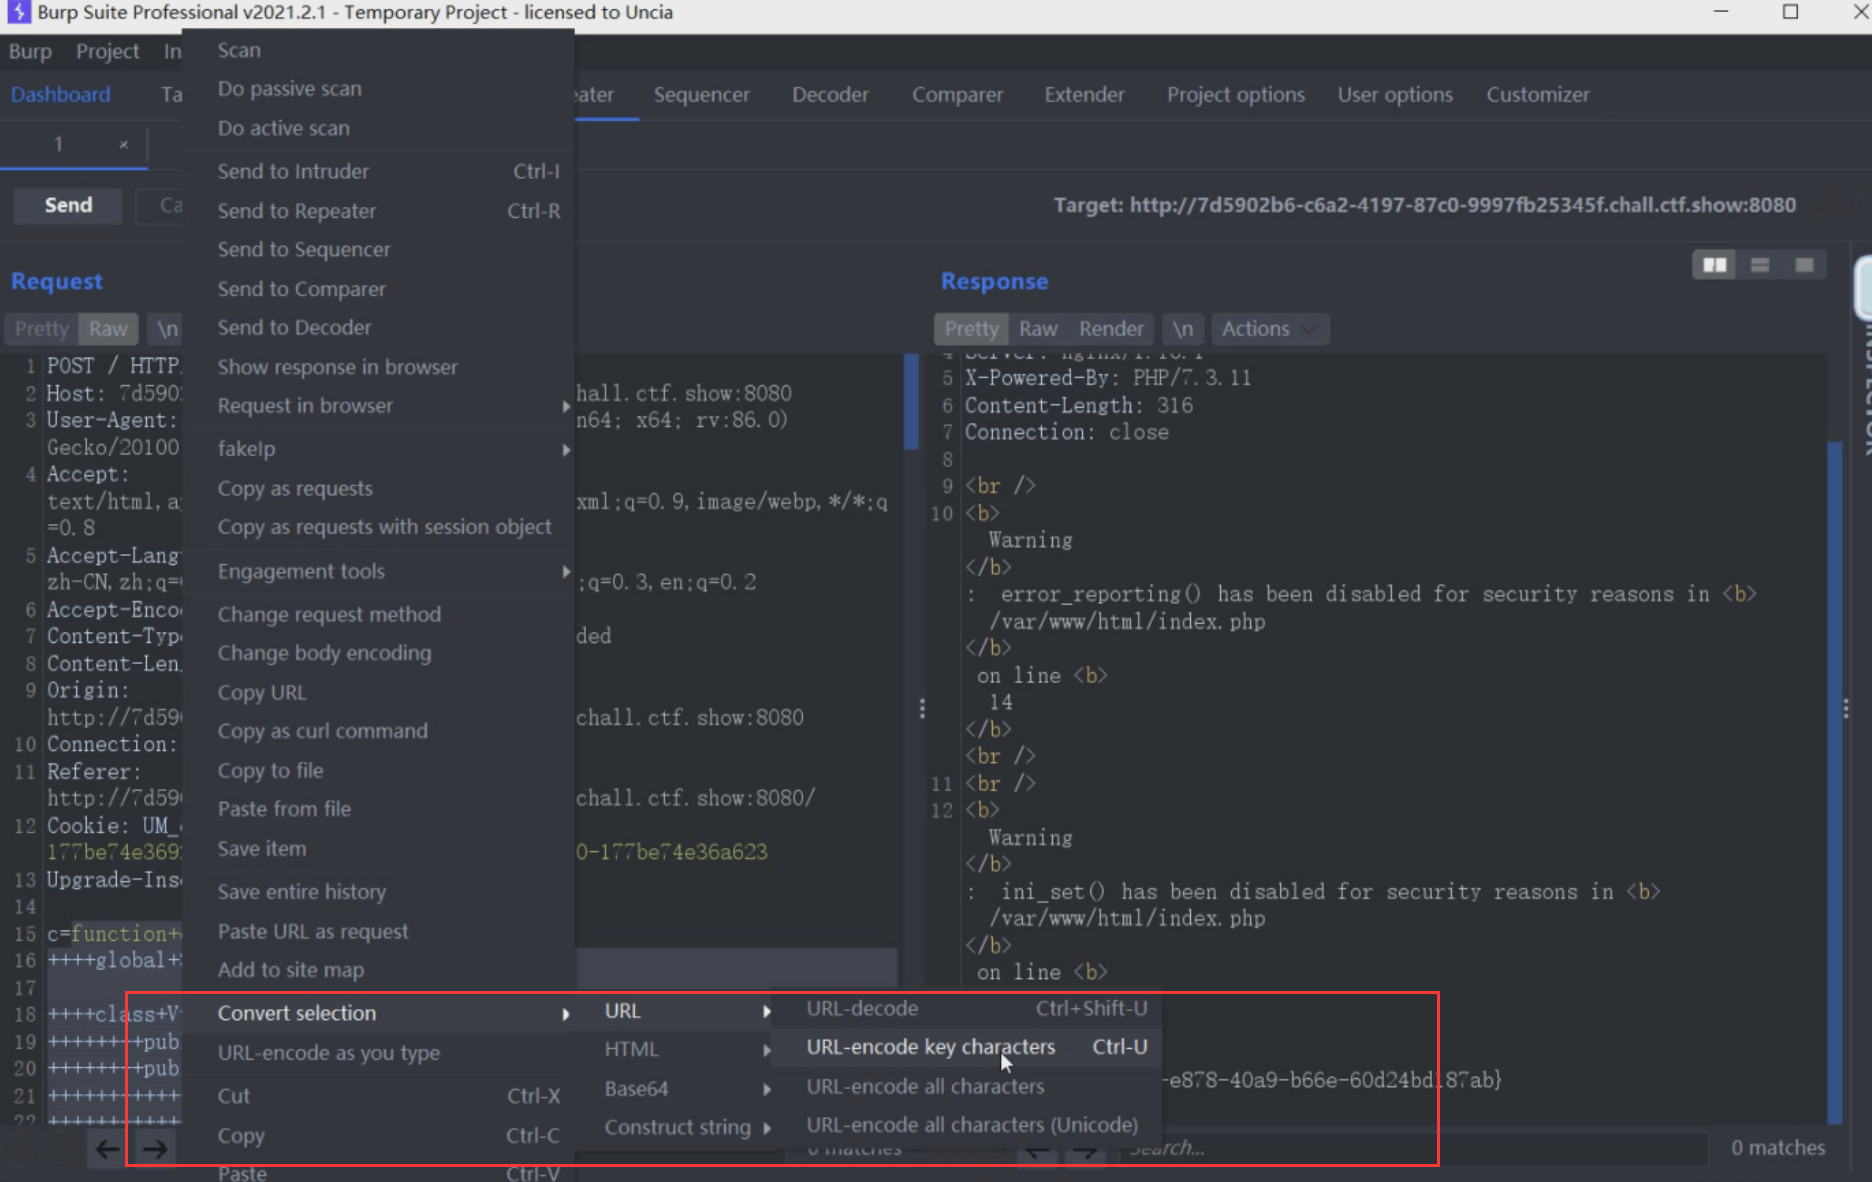 Burp Suite Professional v2021.2.1 - Temporary Project - licensed to Uncia
Burp Project In
Dashboard Ta eater Sequencer Decoder Comparer Extender Project options User options Customizer
1 ×
Send Ca
Target: http://7d5902b6-c6a2-4197-87c0-9997fb25345f.chall.ctf.show:8080
Scan
Do passive scan
Do active scan
Send to Intruder Ctrl-I
Send to Repeater Ctrl-R
Send to Sequencer
Send to Comparer
Send to Decoder
Show response in browser
Request in browser
fakeIp
Copy as requests
Copy as requests with session object
Engagement tools
Change request method
Change body encoding
Copy URL
Copy as curl command
Copy to file
Paste from file
Save item
Save entire history
Paste URL as request
Add to site map
Convert selection
URL-encode as you type
Cut Ctrl-X
Copy Ctrl-C
Paste Ctrl-V
URL
HTML
Base64
Construct string
URL-decode Ctrl+Shift-U
URL-encode key characters Ctrl-U
URL-encode all characters
URL-encode all characters (Unicode)
Request
Pretty Raw \n
1 POST / HTTP
2 Host: 7d590 hall.ctf.show:8080
3 User-Agent: n64; x64; rv:86.0)
Gecko/20100
4 Accept:
text/html,a xml;q=0.9,image/webp,*/*;q
=0.8
5 Accept-Lang
zh-CN,zh;q= ;q=0.3,en;q=0.2
6 Accept-Enco
7 Content-Typ ded
8 Content-Len
9 Origin:
http://7d59 chall.ctf.show:8080
10 Connection:
11 Referer:
http://7d59 chall.ctf.show:8080/
12 Cookie: UM_
177be74e369 0-177be74e36a623
13 Upgrade-Ins
14
15 c=function+
16 ++++global+
17
18 ++++class+V
19 ++++++++pub
20 ++++++++pub
21 +++++++++++
22 +++++++++++
Response
Pretty Raw Render \n Actions
4 Server: nginx/1.16.1
5 X-Powered-By: PHP/7.3.11
6 Content-Length: 316
7 Connection: close
8
9 <br />
10 <b>
Warning
</b>
: error_reporting() has been disabled for security reasons in <b>
/var/www/html/index.php
</b>
on line <b>
14
</b>
<br />
11 <br />
12 <b>
Warning
</b>
: ini_set() has been disabled for security reasons in <b>
/var/www/html/index.php
</b>
on line <b>
-e878-40a9-b66e-60d24bd187ab}
0 matches
Search...
0 matches
INSPECTOR